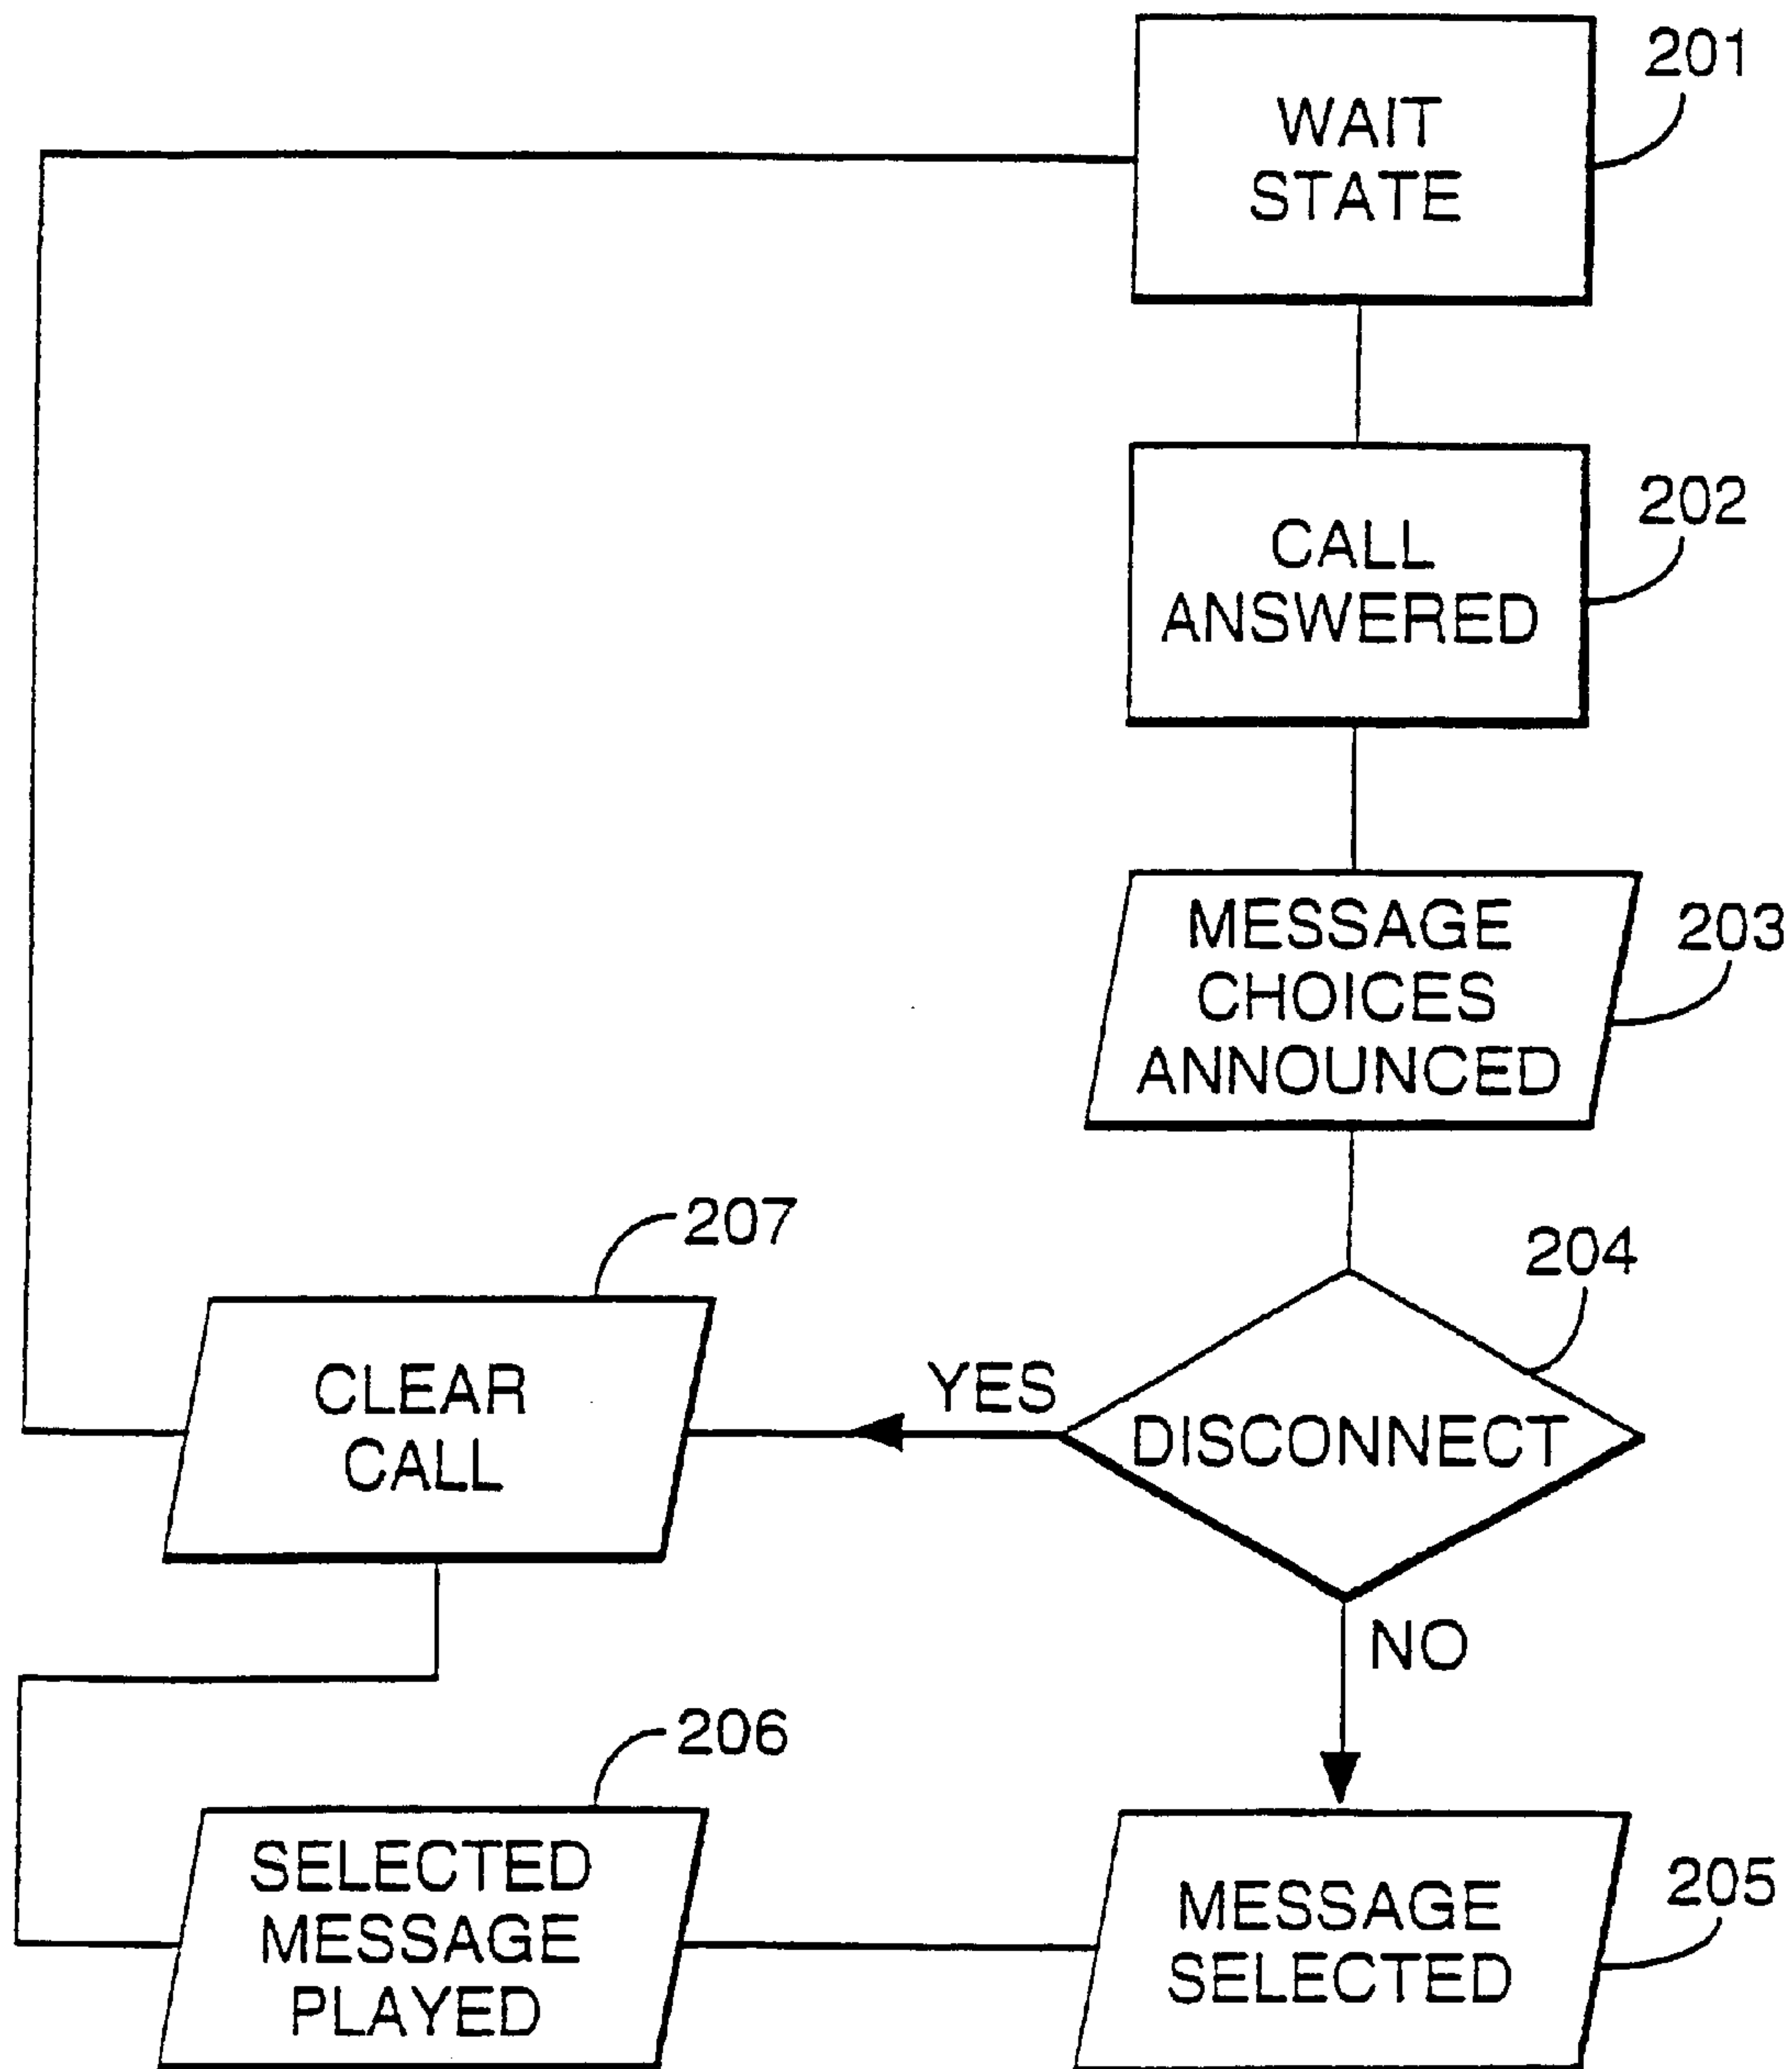 201
WAIT
STATE
202
CALL
ANSWERED
203
MESSAGE
CHOICES
ANNOUNCED
204
DISCONNECT
YES
NO
207
CLEAR
CALL
206
SELECTED
MESSAGE
PLAYED
205
MESSAGE
SELECTED